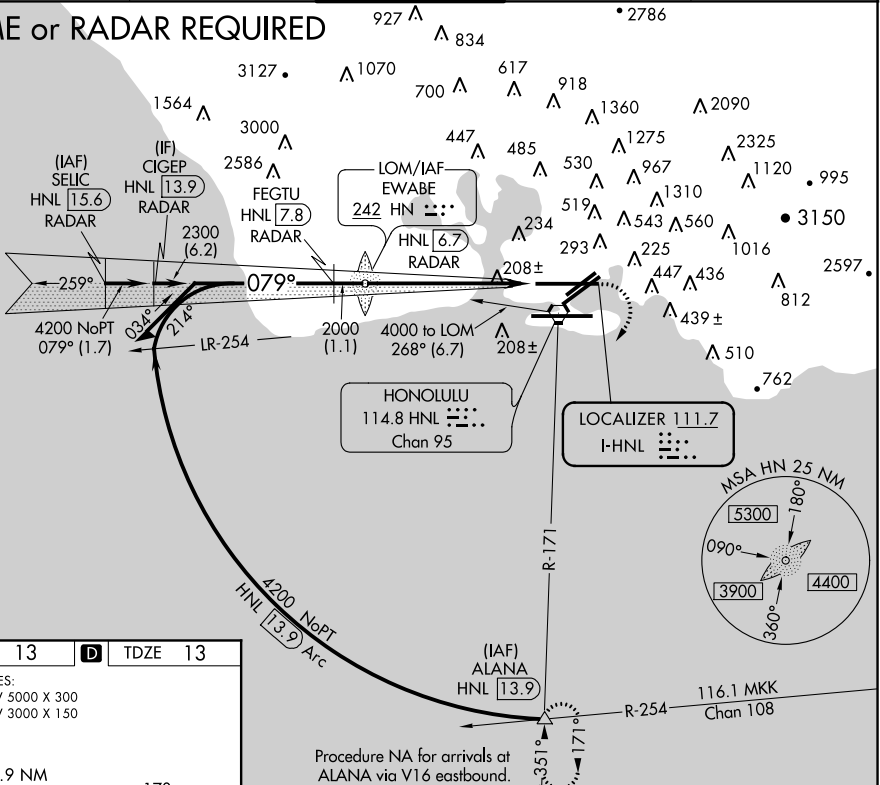 ME or RADAR REQUIRED
927
834
2786
3127
1070
700
617
918
1564
1360
2090
3000
1275
2325
2586
447
485
530
967
1120
995
1310
519
543
560
3150
234
293
225
1016
447
436
2597
812
208±
439±
208±
510
762
(IAF)
SELIC
HNL 15.6
RADAR
(IF)
CIGEP
HNL 13.9
RADAR
2300
(6.2)
FEGTU
HNL 7.8
RADAR
LOM/IAF
EWABE
242 HN
HNL 6.7
RADAR
259°
079°
4200 NoPT
079° (1.7)
034°
214°
LR-254
2000
(1.1)
4000 to LOM
268° (6.7)
HONOLULU
114.8 HNL
Chan 95
LOCALIZER 111.7
I-HNL
MSA HN 25 NM
5300
180°
090°
3900
4400
360°
R-171
4200 NoPT
HNL 13.9 Arc
(IAF)
ALANA
HNL 13.9
R-254
116.1 MKK
Chan 108
351°
171°
Procedure NA for arrivals at
ALANA via V16 eastbound.
13 D TDZE 13
ES:
5000 X 300
3000 X 150
.9 NM